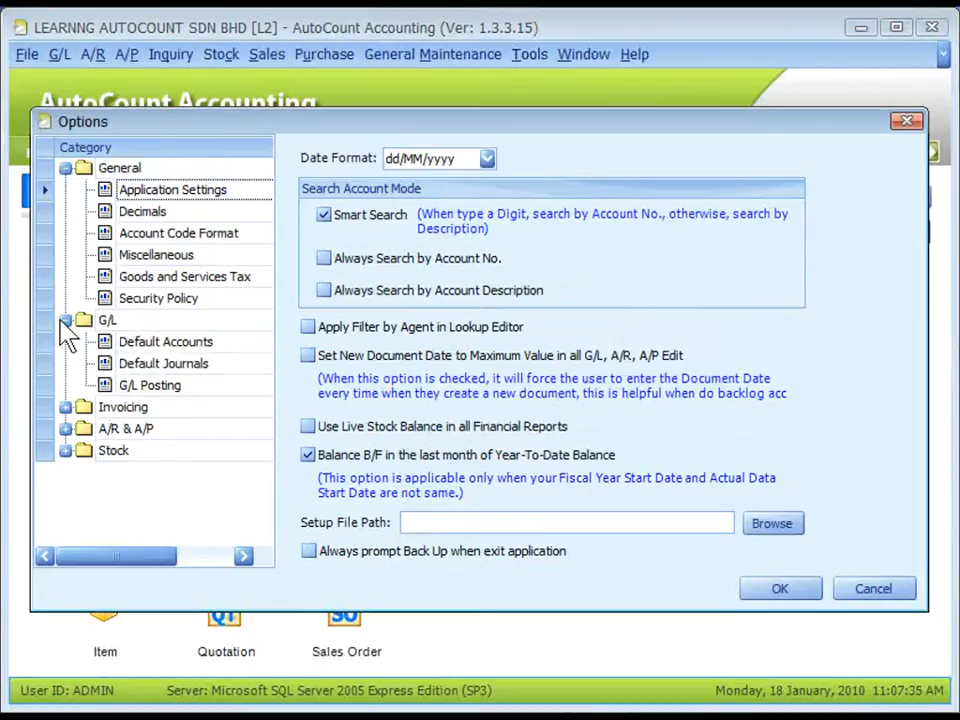 LEARNNG AUTOCOUNT SDN BHD [L2] - AutoCount Accounting (Ver: 1.3.3.15)
File G/L A/R A/P Inquiry Stock Sales Purchase General Maintenance Tools Window Help
AutoCount Accounting
Options
Category
General
Application Settings
Decimals
Account Code Format
Miscellaneous
Goods and Services Tax
Security Policy
G/L
Default Accounts
Default Journals
G/L Posting
Invoicing
A/R & A/P
Stock
Date Format: dd/MM/yyyy
Search Account Mode
Smart Search (When type a Digit, search by Account No., otherwise, search by
Description)
Always Search by Account No.
Always Search by Account Description
Apply Filter by Agent in Lookup Editor
Set New Document Date to Maximum Value in all G/L, A/R, A/P Edit
(When this option is checked, it will force the user to enter the Document Date
every time when they create a new document, this is helpful when do backlog acc
Use Live Stock Balance in all Financial Reports
Balance B/F in the last month of Year-To-Date Balance
(This option is applicable only when your Fiscal Year Start Date and Actual Data
Start Date are not same.)
Setup File Path: Browse
Always prompt Back Up when exit application
OK Cancel
QT SO
Item Quotation Sales Order
User ID: ADMIN Server: Microsoft SQL Server 2005 Express Edition (SP3) Monday, 18 January, 2010 11:07:35 AM